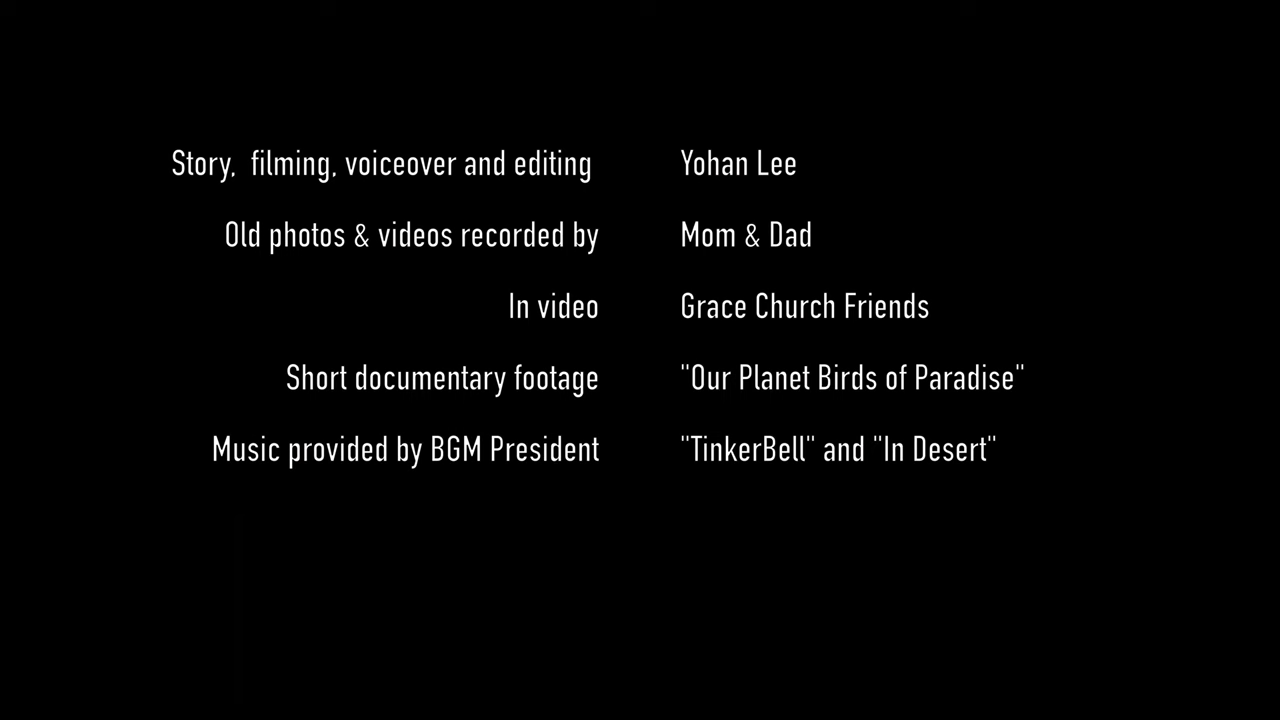 Story,  filming, voiceover and editing Yohan Lee
Old photos & videos recorded by Mom & Dad
In video Grace Church Friends
Short documentary footage "Our Planet Birds of Paradise"
Music provided by BGM President "TinkerBell" and "In Desert"